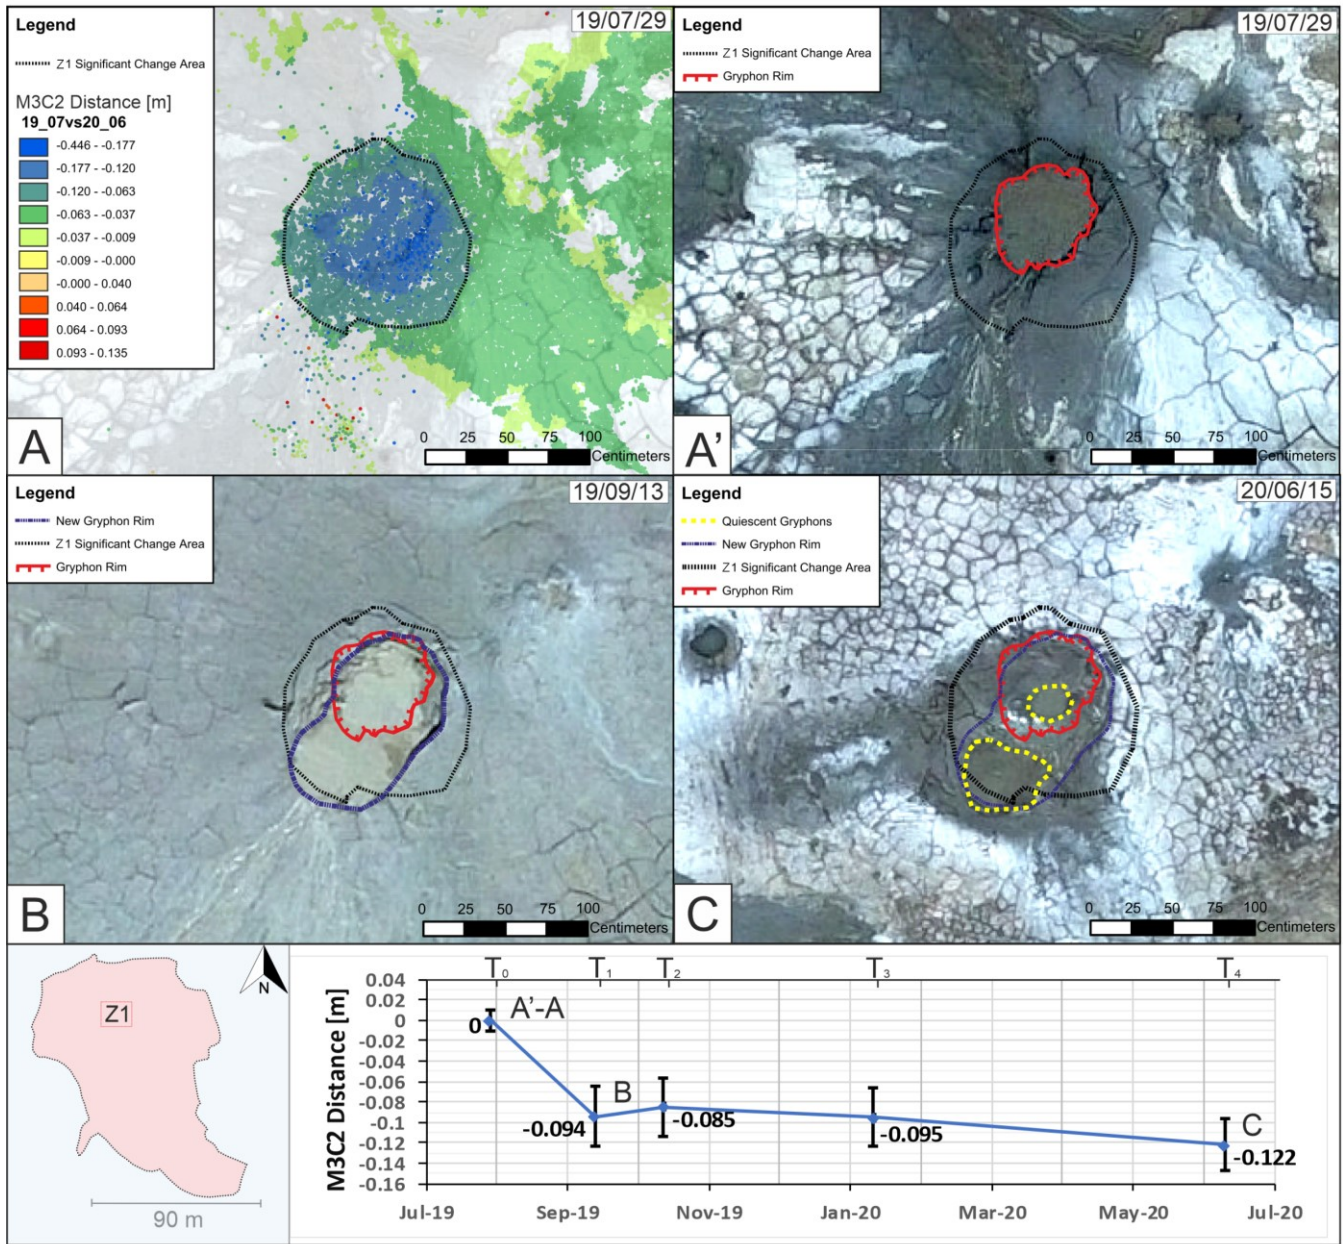 Legend
19/07/29
Z1 Significant Change Area
M3C2 Distance [m]
19_07vs20_06
-0.446 - -0.177
-0.177 - -0.120
-0.120 - -0.063
-0.063 - -0.037
-0.037 - -0.009
-0.009 - -0.000
-0.000 - 0.040
0.040 - 0.064
0.064 - 0.093
0.093 - 0.135
A
0 25 50 75 100
Centimeters
Legend
19/07/29
Z1 Significant Change Area
Gryphon Rim
A'
0 25 50 75 100
Centimeters
Legend
19/09/13
New Gryphon Rim
Z1 Significant Change Area
Gryphon Rim
B
0 25 50 75 100
Centimeters
Legend
20/06/15
Quiescent Gryphons
New Gryphon Rim
Z1 Significant Change Area
Gryphon Rim
C
0 25 50 75 100
Centimeters
Z1
N
90 m
T0 T1 T2 T3 T4
M3C2 Distance [m]
0.04
0.02
0
-0.02
-0.04
-0.06
-0.08
-0.1
-0.12
-0.14
-0.16
0
A'-A
-0.094
B
-0.085
-0.095
C
-0.122
Jul-19 Sep-19 Nov-19 Jan-20 Mar-20 May-20 Jul-20